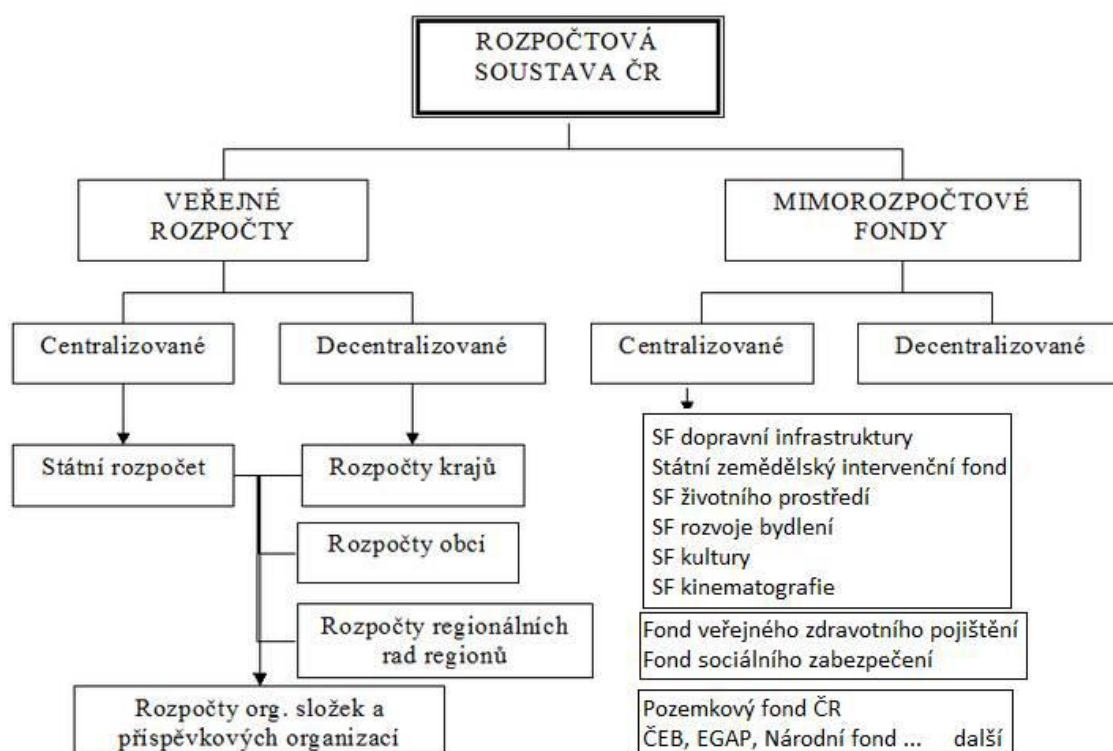 ROZPOČTOVÁ
SOUSTAVA ČR
VEŘEJNÉ
ROZPOČTY
MIMOROZPOČTOVÉ
FONDY
Centralizované
Decentralizované
Centralizované
Decentralizované
Státní rozpočet
Rozpočty krajů
Rozpočty obcí
Rozpočty regionálních
rad regionů
Rozpočty org. složek a
příspěvkových organizací
SF dopravní infrastruktury
Státní zemědělský intervenční fond
SF životního prostředí
SF rozvoje bydlení
SF kultury
SF kinematografie
Fond veřejného zdravotního pojištění
Fond sociálního zabezpečení
Pozemkový fond ČR
ČEB, EGAP, Národní fond ... další